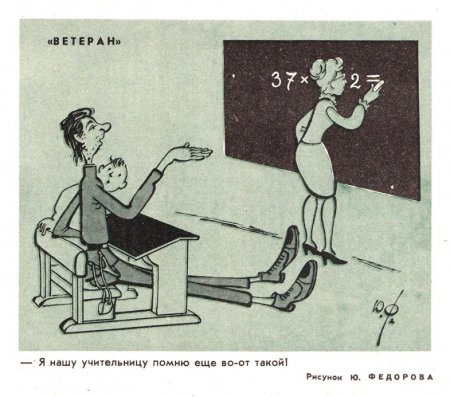 «ВЕТЕРАН»
37× 2=
Ю.Ф.
— Я нашу учительницу помню еще во-от такой!
Рисунок Ю. ФЕДОРОВА